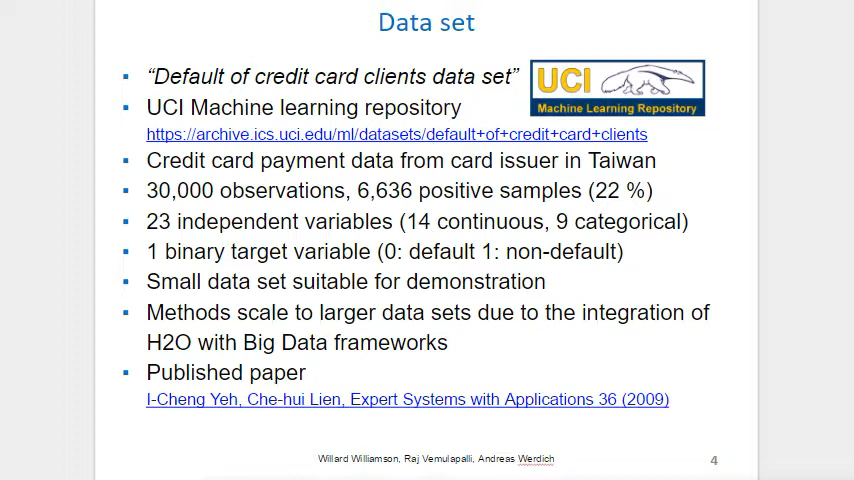 Data set
“Default of credit card clients data set”
UCI
Machine Learning Repository
UCI Machine learning repository
https://archive.ics.uci.edu/ml/datasets/default+of+credit+card+clients
Credit card payment data from card issuer in Taiwan
30,000 observations, 6,636 positive samples (22 %)
23 independent variables (14 continuous, 9 categorical)
1 binary target variable (0: default 1: non-default)
Small data set suitable for demonstration
Methods scale to larger data sets due to the integration of
H2O with Big Data frameworks
Published paper
I-Cheng Yeh, Che-hui Lien, Expert Systems with Applications 36 (2009)
Willard Williamson, Raj Vemulapalli, Andreas Werdich
4